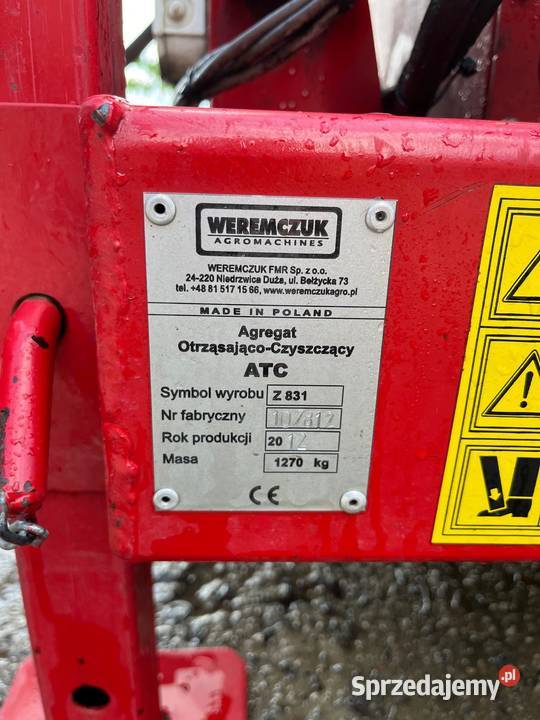 WEREMCZUK
AGROMACHINES
WEREMCZUK FMR Sp. z o.o.
24-220 Niedrzwica Duża, ul. Bełżycka 73
tel. +48 81 517 15 66, www.weremczukagro.pl
MADE IN POLAND
Agregat
Otrząsająco-Czyszczący
ATC
Symbol wyrobu Z 831
Nr fabryczny
Rok produkcji 2012
Masa 1270 kg
CE
Sprzedajemy.pl